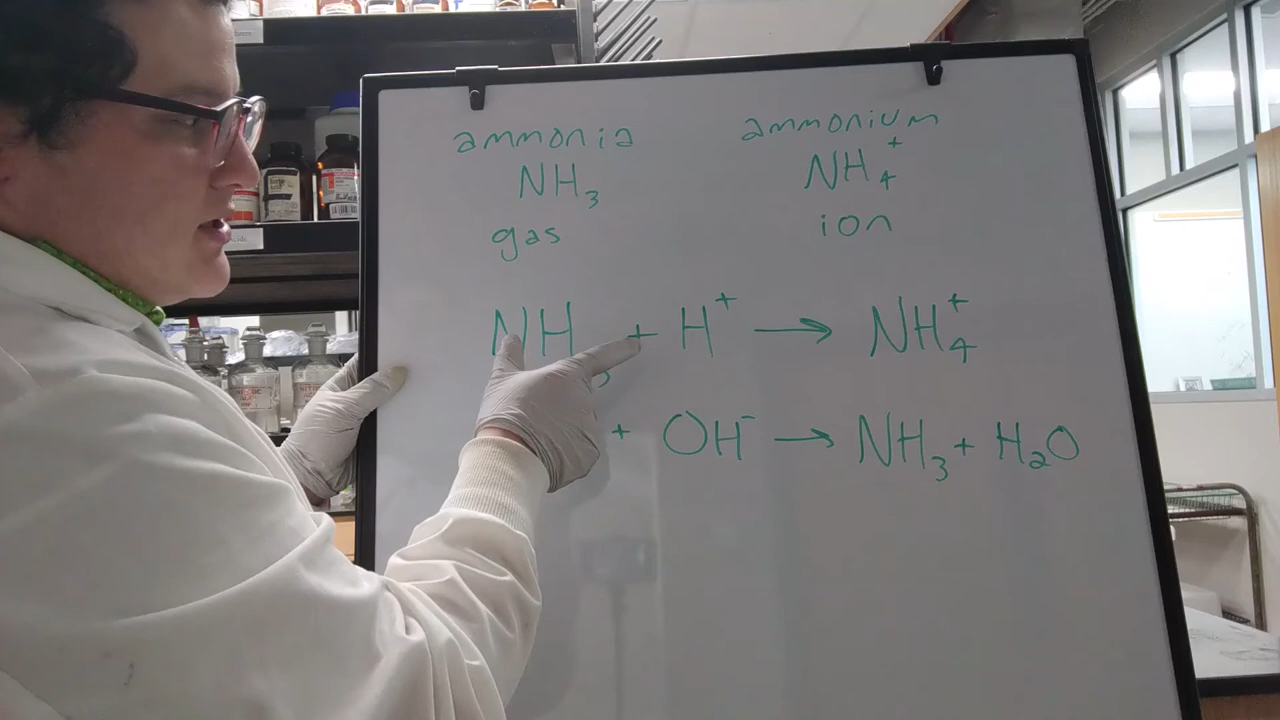 ammonia ammonium
NH₃ NH₄⁺
gas ion
NH₃ + H⁺ → NH₄⁺
+ OH⁻ → NH₃ + H₂O